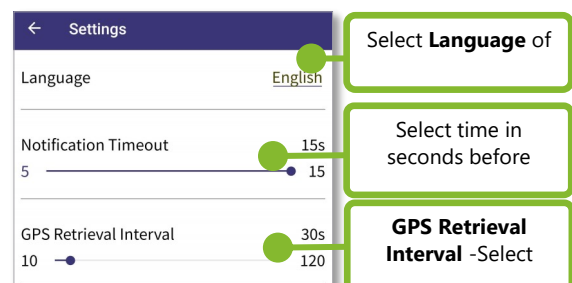 ← Settings
Language English
Notification Timeout 15s
5 15
GPS Retrieval Interval 30s
10 120
Select Language of
Select time in
seconds before
GPS Retrieval
Interval -Select